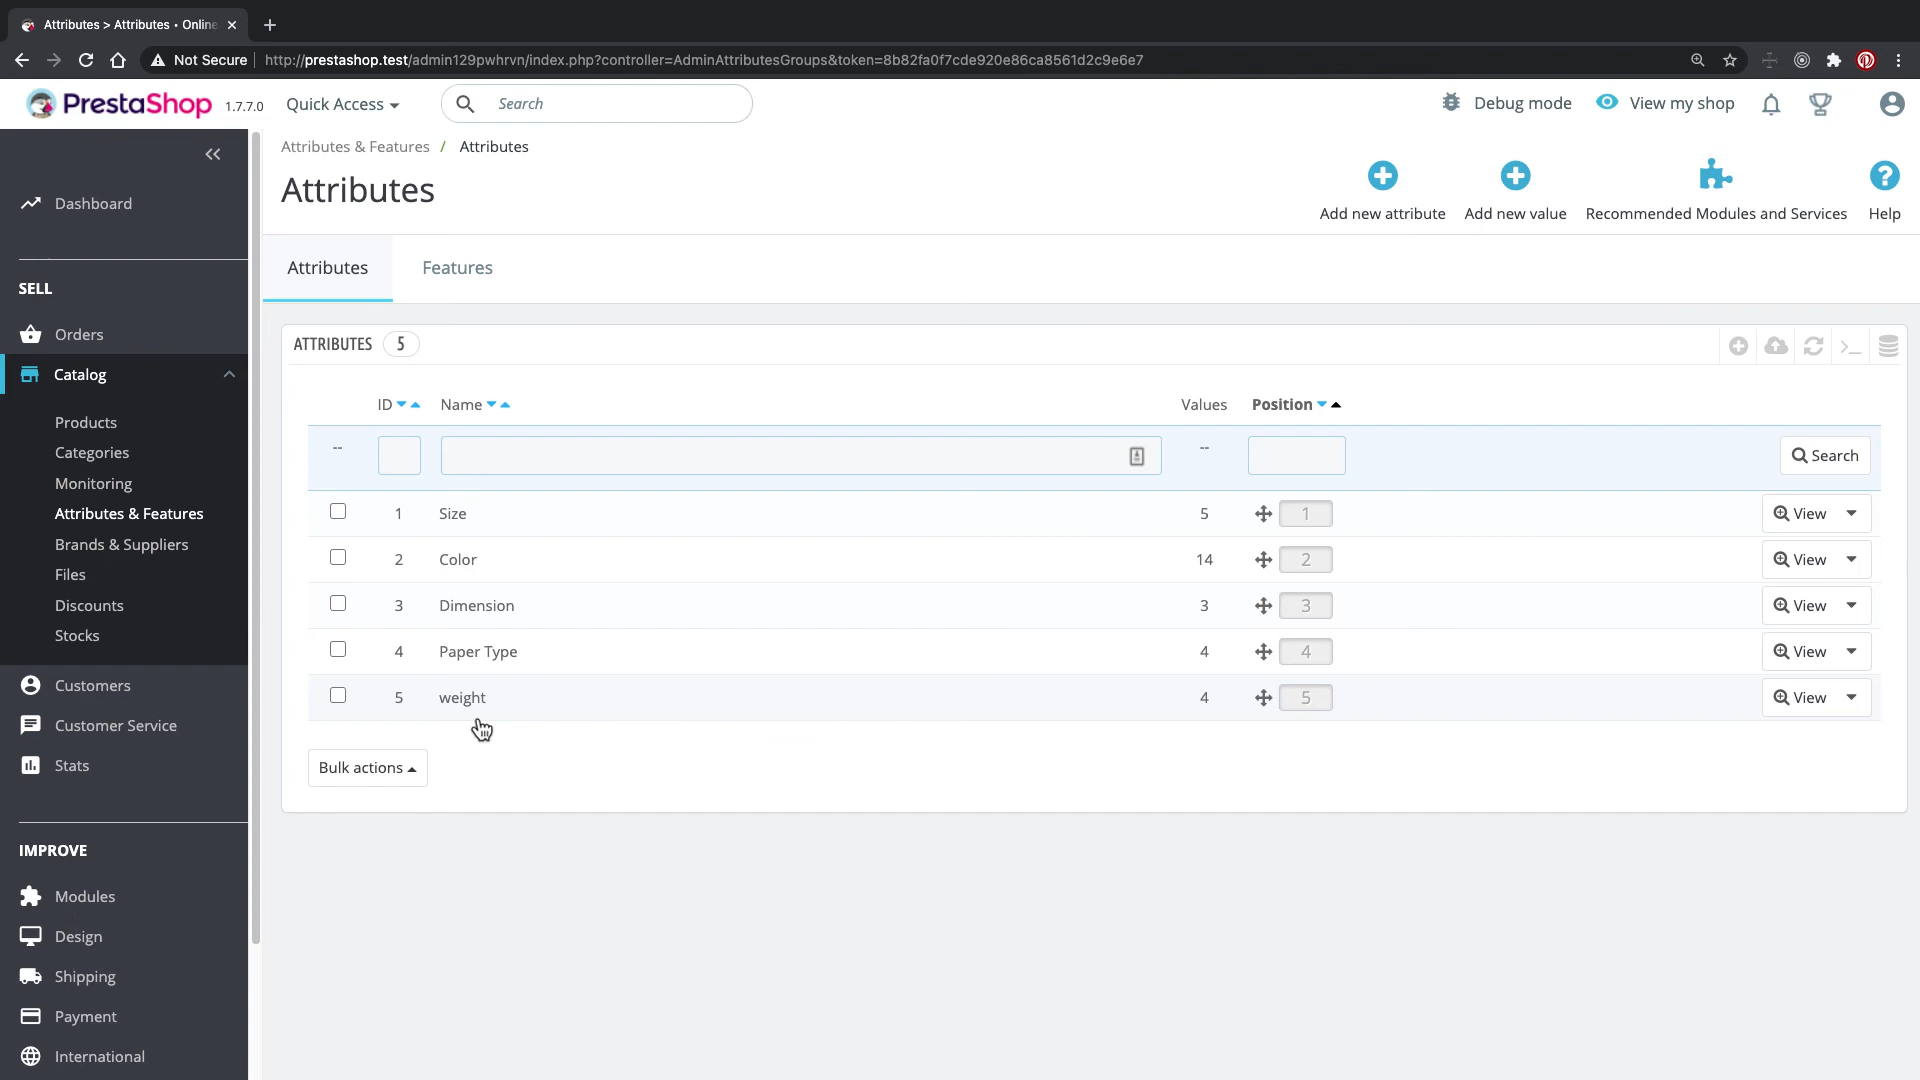 Attributes > Attributes • Online
Not Secure
http://prestashop.test/admin129pwhrvn/index.php?controller=AdminAttributesGroups&token=8b82fa0f7cde920e86ca8561d2c9e6e7
PrestaShop 1.7.7.0 Quick Access Search Debug mode View my shop
Attributes & Features / Attributes
Attributes
Add new attribute Add new value Recommended Modules and Services ? Help
Attributes Features
ATTRIBUTES 5
ID Name Values Position
-- -- Search
1 Size 5 1 View
2 Color 14 2 View
3 Dimension 3 3 View
4 Paper Type 4 4 View
5 weight 4 5 View
Bulk actions
Dashboard
SELL
Orders
Catalog
Products
Categories
Monitoring
Attributes & Features
Brands & Suppliers
Files
Discounts
Stocks
Customers
Customer Service
Stats
IMPROVE
Modules
Design
Shipping
Payment
International